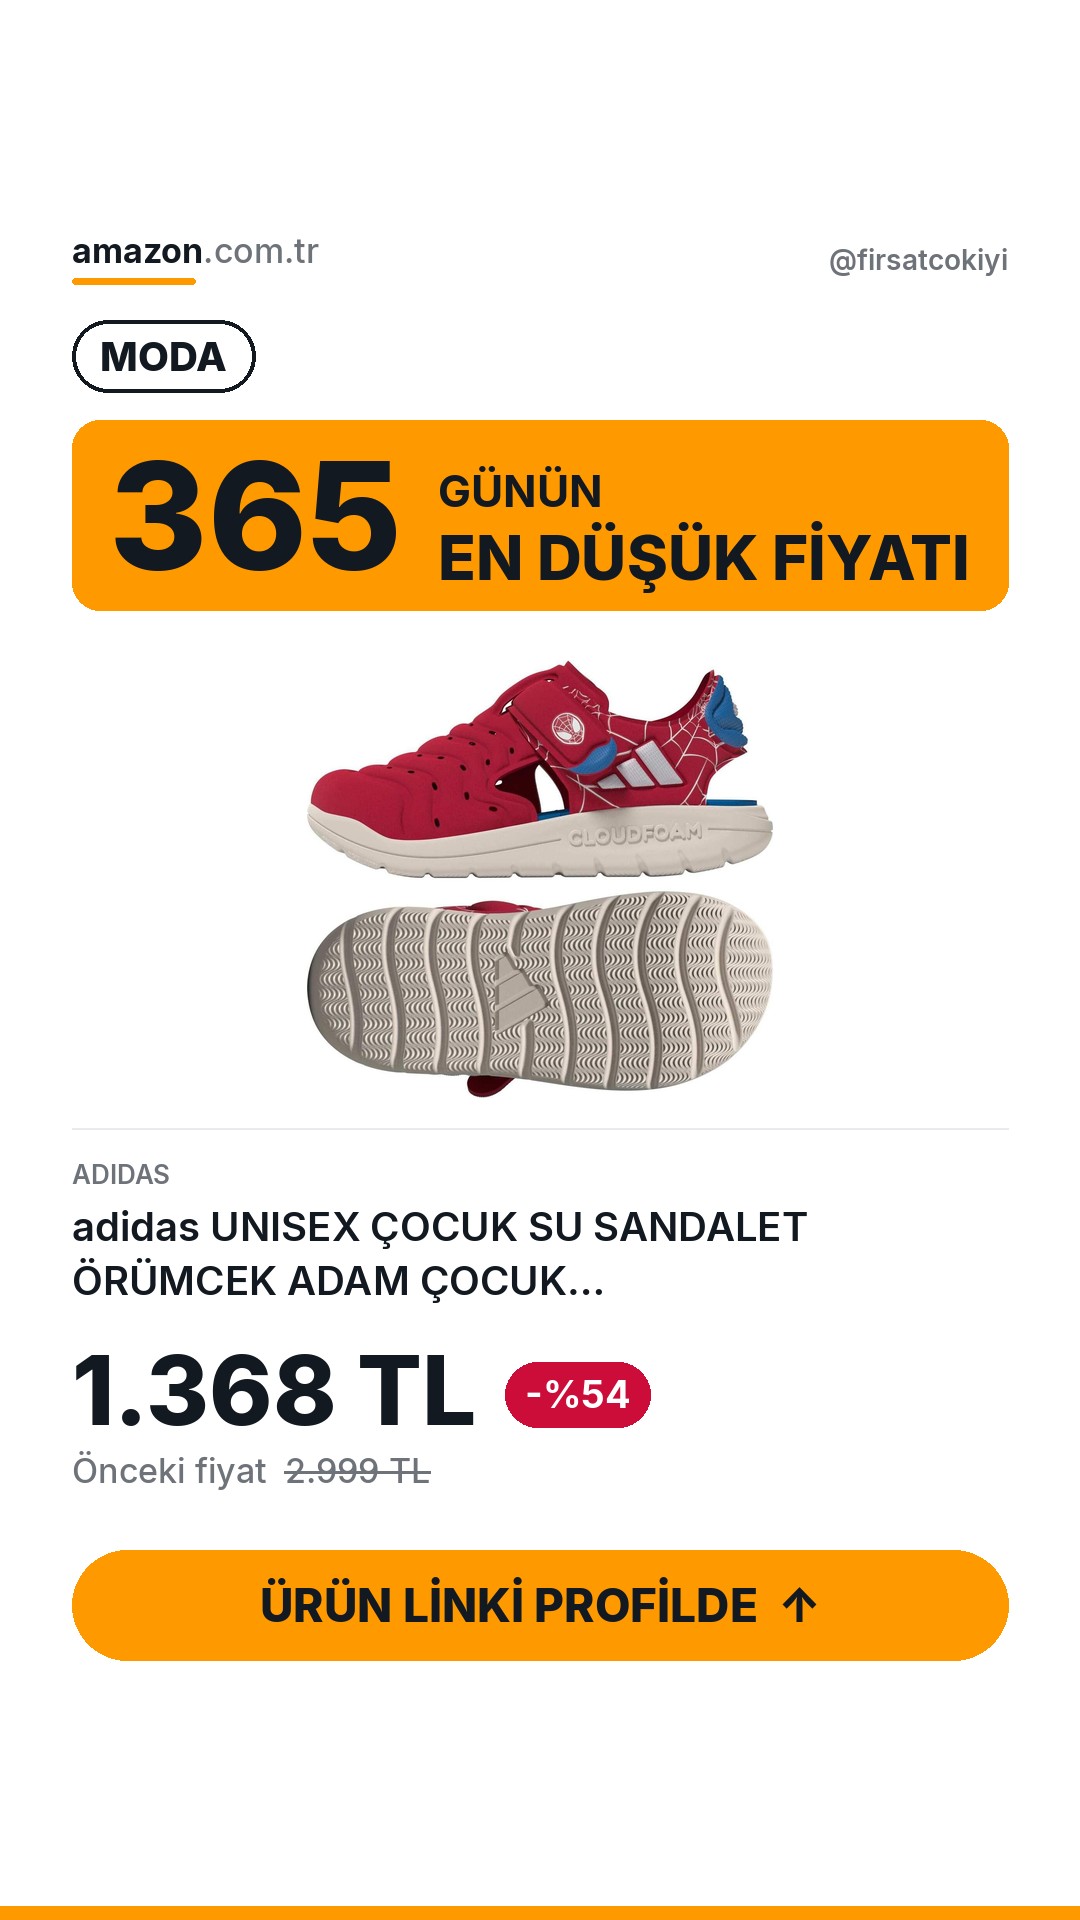 amazon.com.tr
@firsatcokiyi
MODA
365
GÜNÜN
EN DÜŞÜK FİYATI
CLOUDFOAM
ADIDAS
adidas UNISEX ÇOCUK SU SANDALET
ÖRÜMCEK ADAM ÇOCUK...
1.368 TL
-%54
Önceki fiyat 2.999 TL
ÜRÜN LİNKİ PROFİLDE ↑